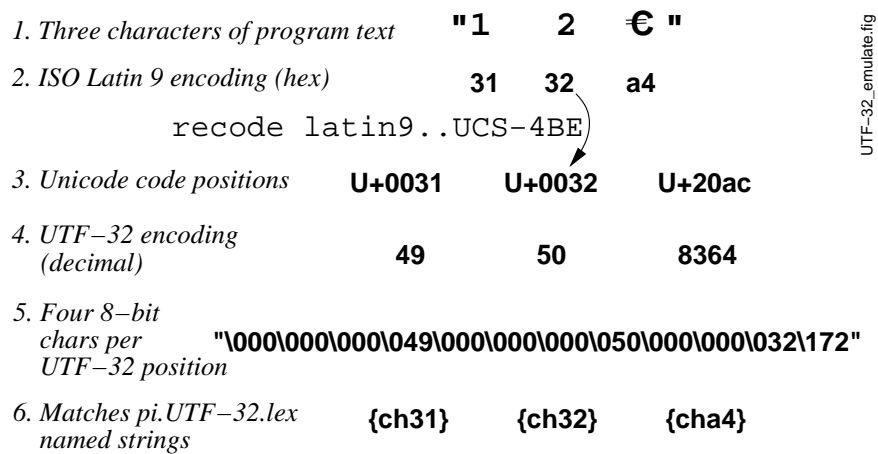 1. Three characters of program text "1 2 € "
2. ISO Latin 9 encoding (hex) 31 32 a4
recode latin9..UCS-4BE
3. Unicode code positions U+0031 U+0032 U+20ac
4. UTF-32 encoding
(decimal) 49 50 8364
5. Four 8-bit
chars per "\000\000\000\049\000\000\000\050\000\000\032\172"
UTF-32 position
6. Matches pi.UTF-32.lex {ch31} {ch32} {cha4}
named strings
UTF-32_emulate.fig